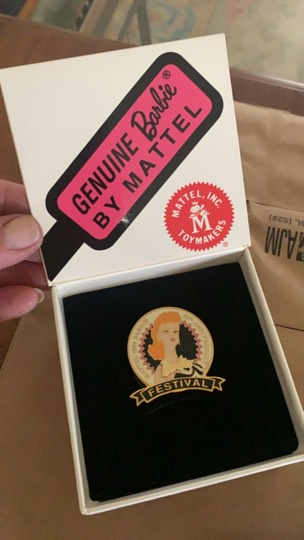 GENUINE Barbie®
BY MATTEL
MATTEL, INC.
M
TOYMAKERS
®
FESTIVAL